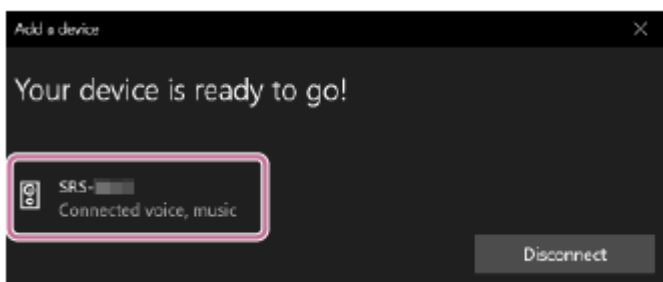 Add a device
Your device is ready to go!
SRS-
Connected voice, music
Disconnect